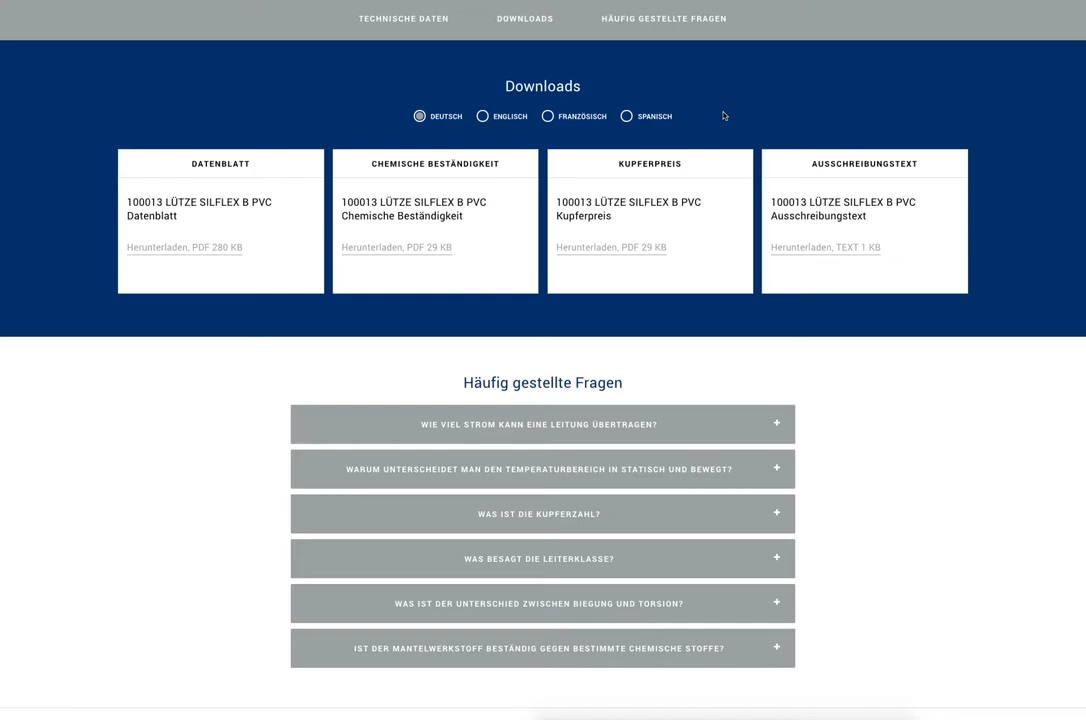 TECHNISCHE DATEN DOWNLOADS HÄUFIG GESTELLTE FRAGEN
Downloads
DEUTSCH ENGLISCH FRANZÖSISCH SPANISCH
DATENBLATT
100013 LÜTZE SILFLEX B PVC
Datenblatt
Herunterladen, PDF 280 KB
CHEMISCHE BESTÄNDIGKEIT
100013 LÜTZE SILFLEX B PVC
Chemische Beständigkeit
Herunterladen, PDF 29 KB
KUPFERPREIS
100013 LÜTZE SILFLEX B PVC
Kupferpreis
Herunterladen, PDF 29 KB
AUSSCHREIBUNGSTEXT
100013 LÜTZE SILFLEX B PVC
Ausschreibungstext
Herunterladen, TEXT 1 KB
Häufig gestellte Fragen
WIE VIEL STROM KANN EINE LEITUNG ÜBERTRAGEN? +
WARUM UNTERSCHEIDET MAN DEN TEMPERATURBEREICH IN STATISCH UND BEWEGT? +
WAS IST DIE KUPFERZAHL? +
WAS BESAGT DIE LEITERKLASSE? +
WAS IST DER UNTERSCHIED ZWISCHEN BIEGUNG UND TORSION? +
IST DER MANTELWERKSTOFF BESTÄNDIG GEGEN BESTIMMTE CHEMISCHE STOFFE? +